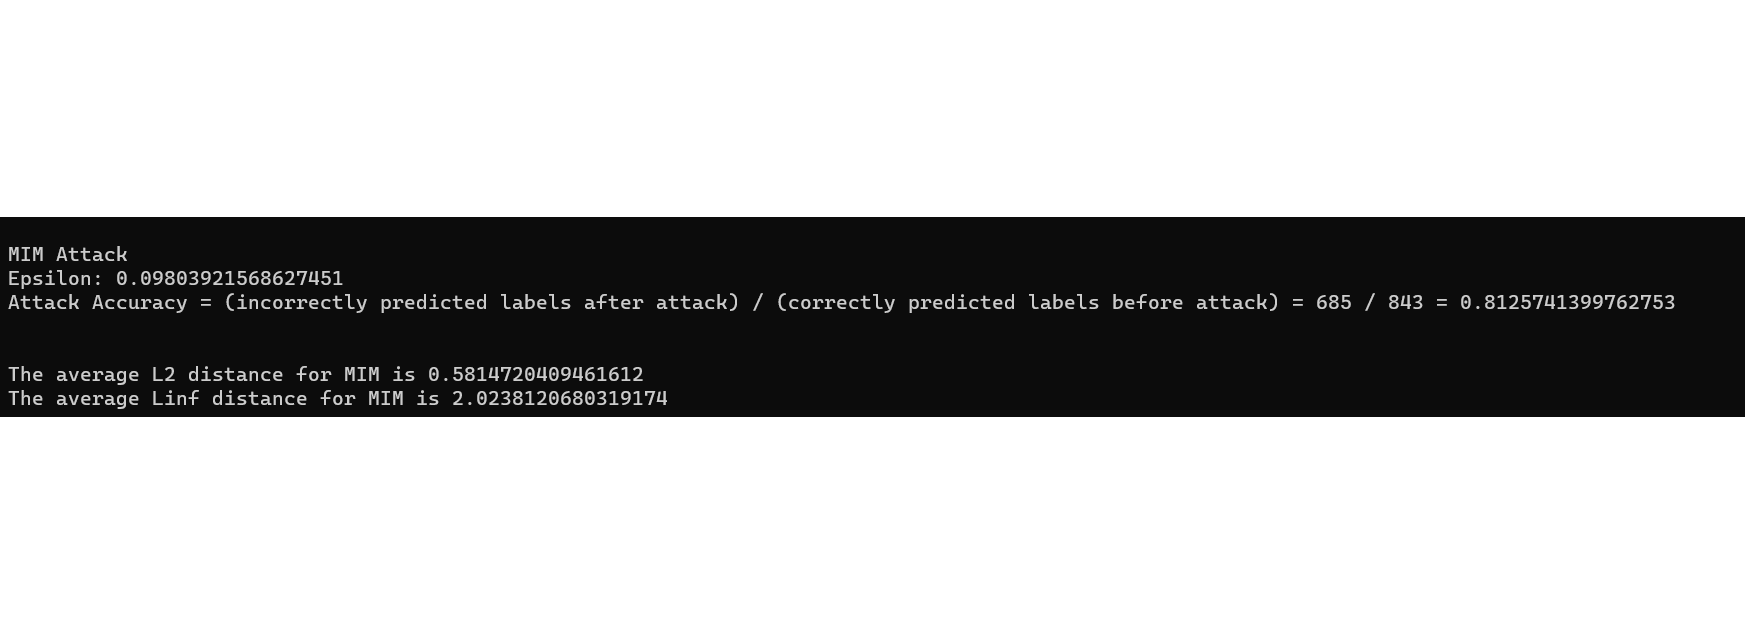 MIM Attack
Epsilon: 0.09803921568627451
Attack Accuracy = (incorrectly predicted labels after attack) / (correctly predicted labels before attack) = 685 / 843 = 0.8125741399762753
The average L2 distance for MIM is 0.5814720409461612
The average Linf distance for MIM is 2.0238120680319174